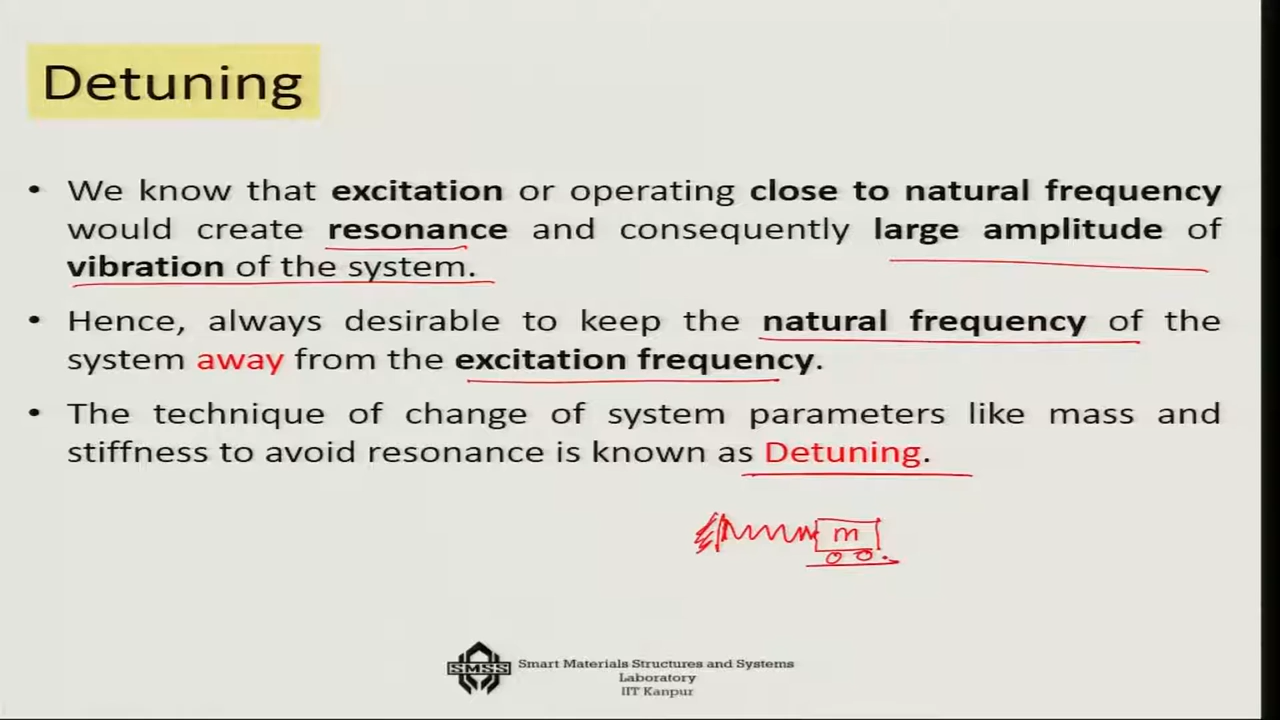 Detuning
• We know that excitation or operating close to natural frequency
would create resonance and consequently large amplitude of
vibration of the system.
• Hence, always desirable to keep the natural frequency of the
system away from the excitation frequency.
• The technique of change of system parameters like mass and
stiffness to avoid resonance is known as Detuning.
m
SMSS
Smart Materials Structures and Systems
Laboratory
IIT Kanpur